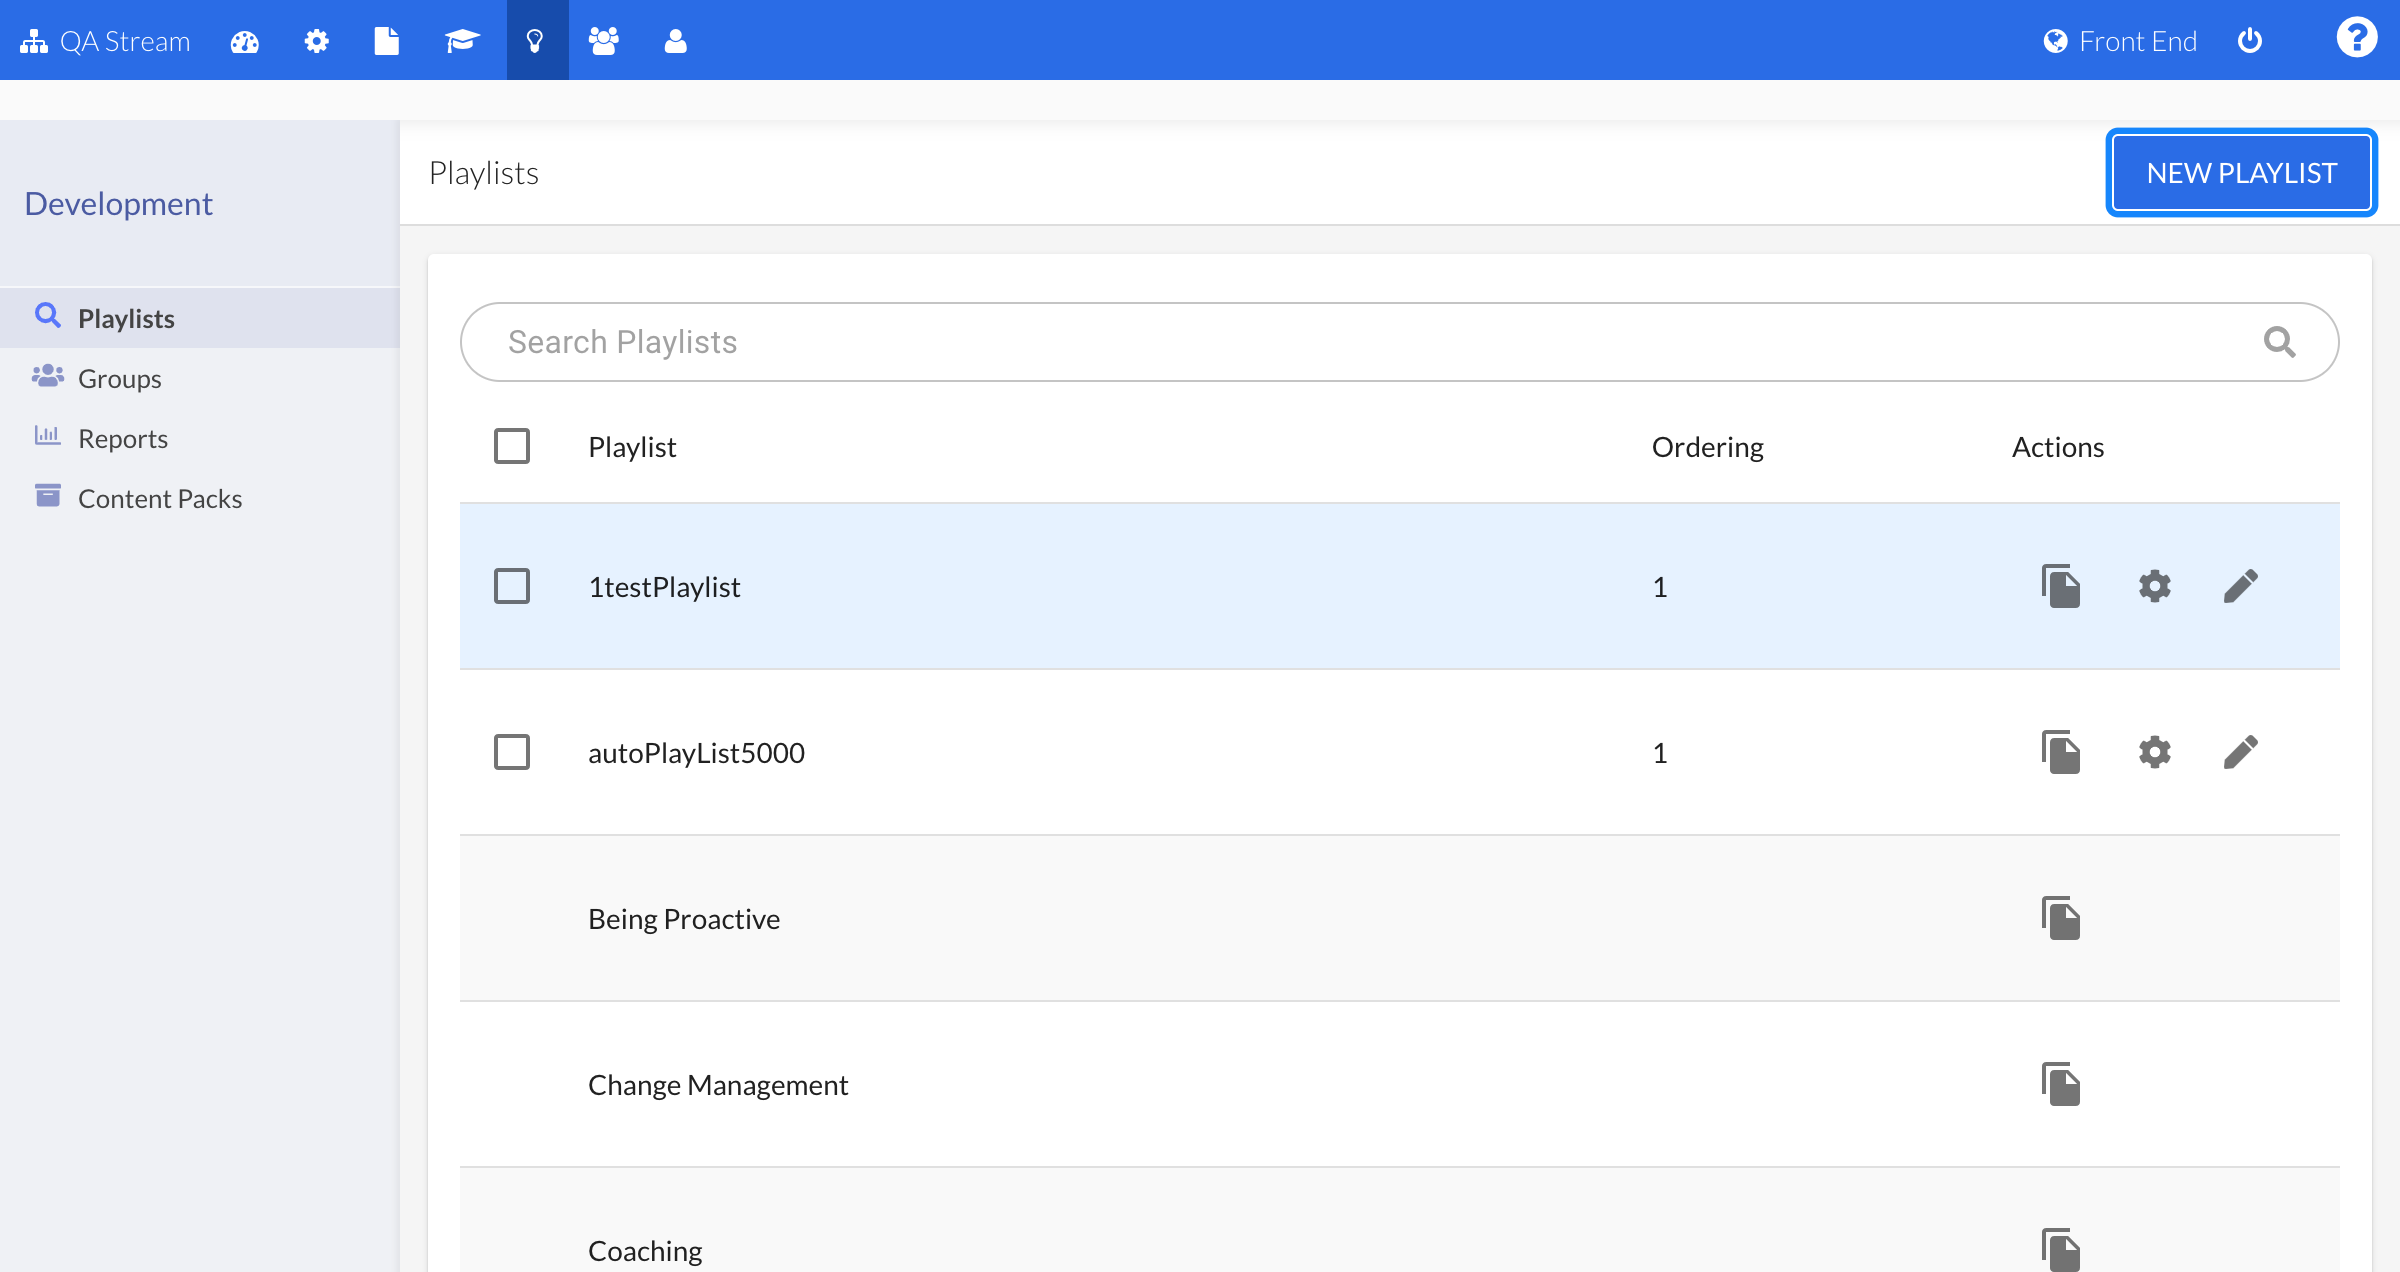 QA Stream
Front End
Development
Playlists
Groups
Reports
Content Packs
Playlists
NEW PLAYLIST
Search Playlists
Playlist Ordering Actions
1testPlaylist 1
autoPlayList5000 1
Being Proactive
Change Management
Coaching